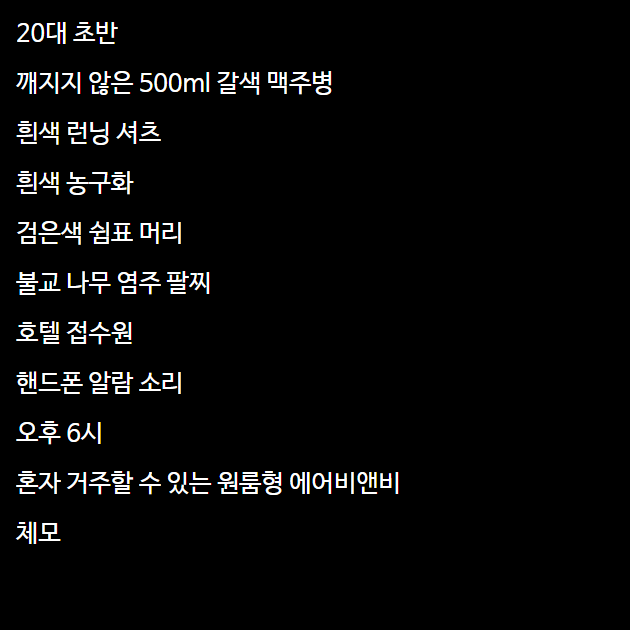 20대 초반
깨지지 않은 500ml 갈색 맥주병
흰색 런닝 셔츠
흰색 농구화
검은색 쉼표 머리
불교 나무 염주 팔찌
호텔 접수원
핸드폰 알람 소리
오후 6시
혼자 거주할 수 있는 원룸형 에어비앤비
체모